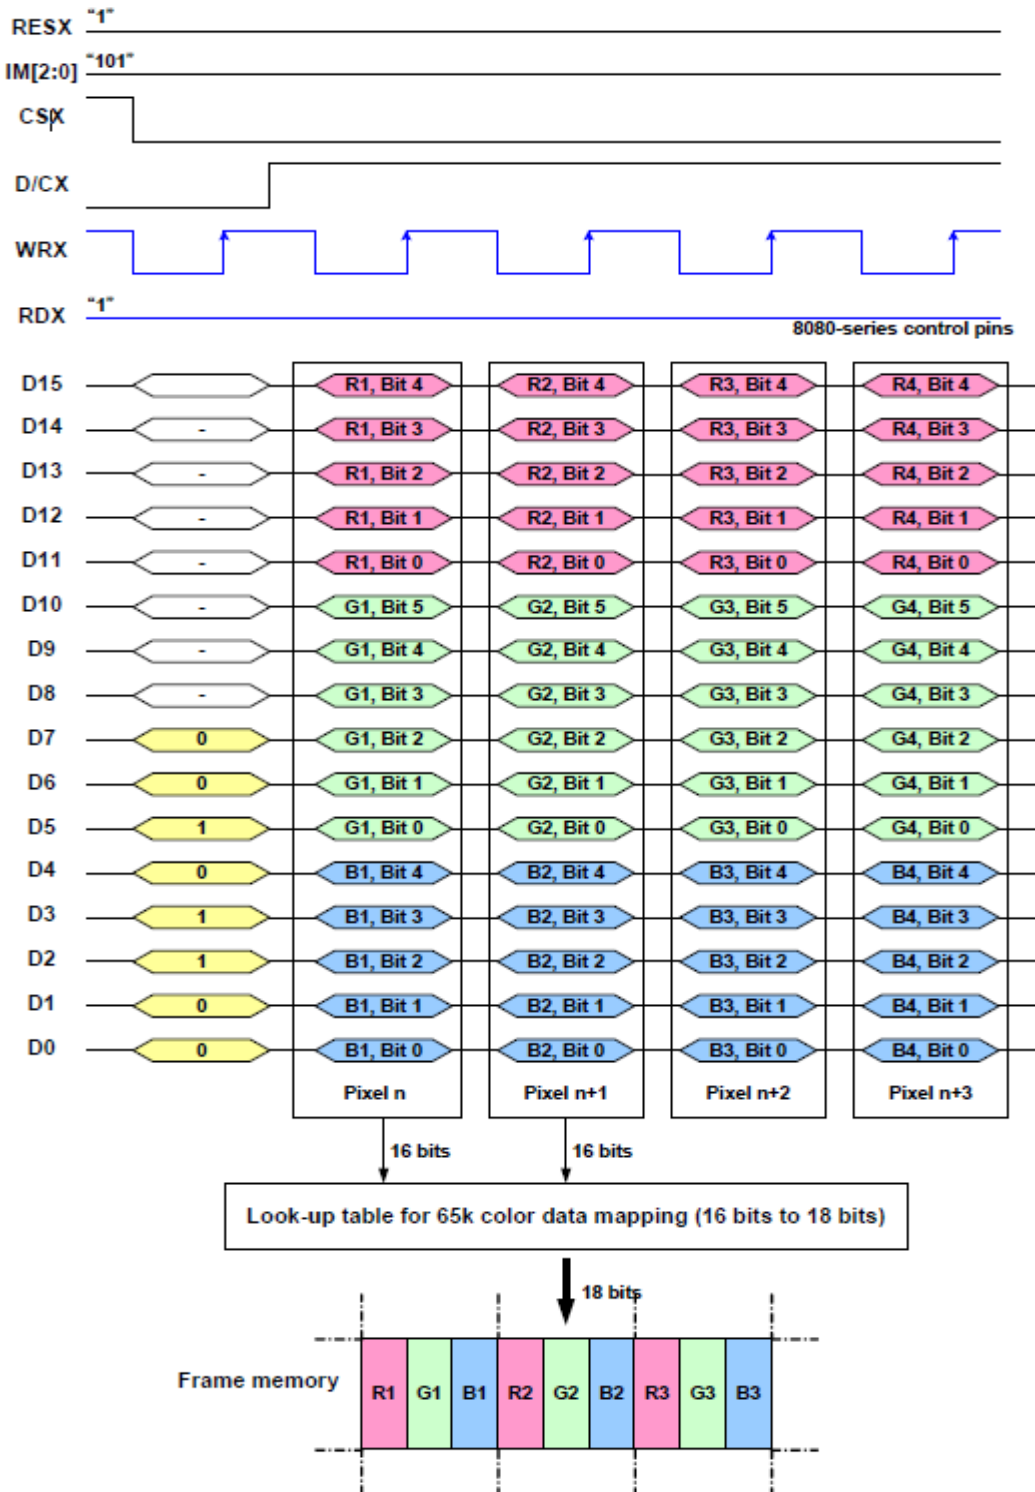 RESX "1"
IM[2:0] "101"
CSX
D/CX
WRX
RDX "1"
8080-series control pins
D15 R1, Bit 4 R2, Bit 4 R3, Bit 4 R4, Bit 4
D14 - R1, Bit 3 R2, Bit 3 R3, Bit 3 R4, Bit 3
D13 - R1, Bit 2 R2, Bit 2 R3, Bit 2 R4, Bit 2
D12 - R1, Bit 1 R2, Bit 1 R3, Bit 1 R4, Bit 1
D11 - R1, Bit 0 R2, Bit 0 R3, Bit 0 R4, Bit 0
D10 - G1, Bit 5 G2, Bit 5 G3, Bit 5 G4, Bit 5
D9 - G1, Bit 4 G2, Bit 4 G3, Bit 4 G4, Bit 4
D8 - G1, Bit 3 G2, Bit 3 G3, Bit 3 G4, Bit 3
D7 0 G1, Bit 2 G2, Bit 2 G3, Bit 2 G4, Bit 2
D6 0 G1, Bit 1 G2, Bit 1 G3, Bit 1 G4, Bit 1
D5 1 G1, Bit 0 G2, Bit 0 G3, Bit 0 G4, Bit 0
D4 0 B1, Bit 4 B2, Bit 4 B3, Bit 4 B4, Bit 4
D3 1 B1, Bit 3 B2, Bit 3 B3, Bit 3 B4, Bit 3
D2 1 B1, Bit 2 B2, Bit 2 B3, Bit 2 B4, Bit 2
D1 0 B1, Bit 1 B2, Bit 1 B3, Bit 1 B4, Bit 1
D0 0 B1, Bit 0 B2, Bit 0 B3, Bit 0 B4, Bit 0
Pixel n Pixel n+1 Pixel n+2 Pixel n+3
16 bits 16 bits
Look-up table for 65k color data mapping (16 bits to 18 bits)
18 bits
Frame memory R1 G1 B1 R2 G2 B2 R3 G3 B3